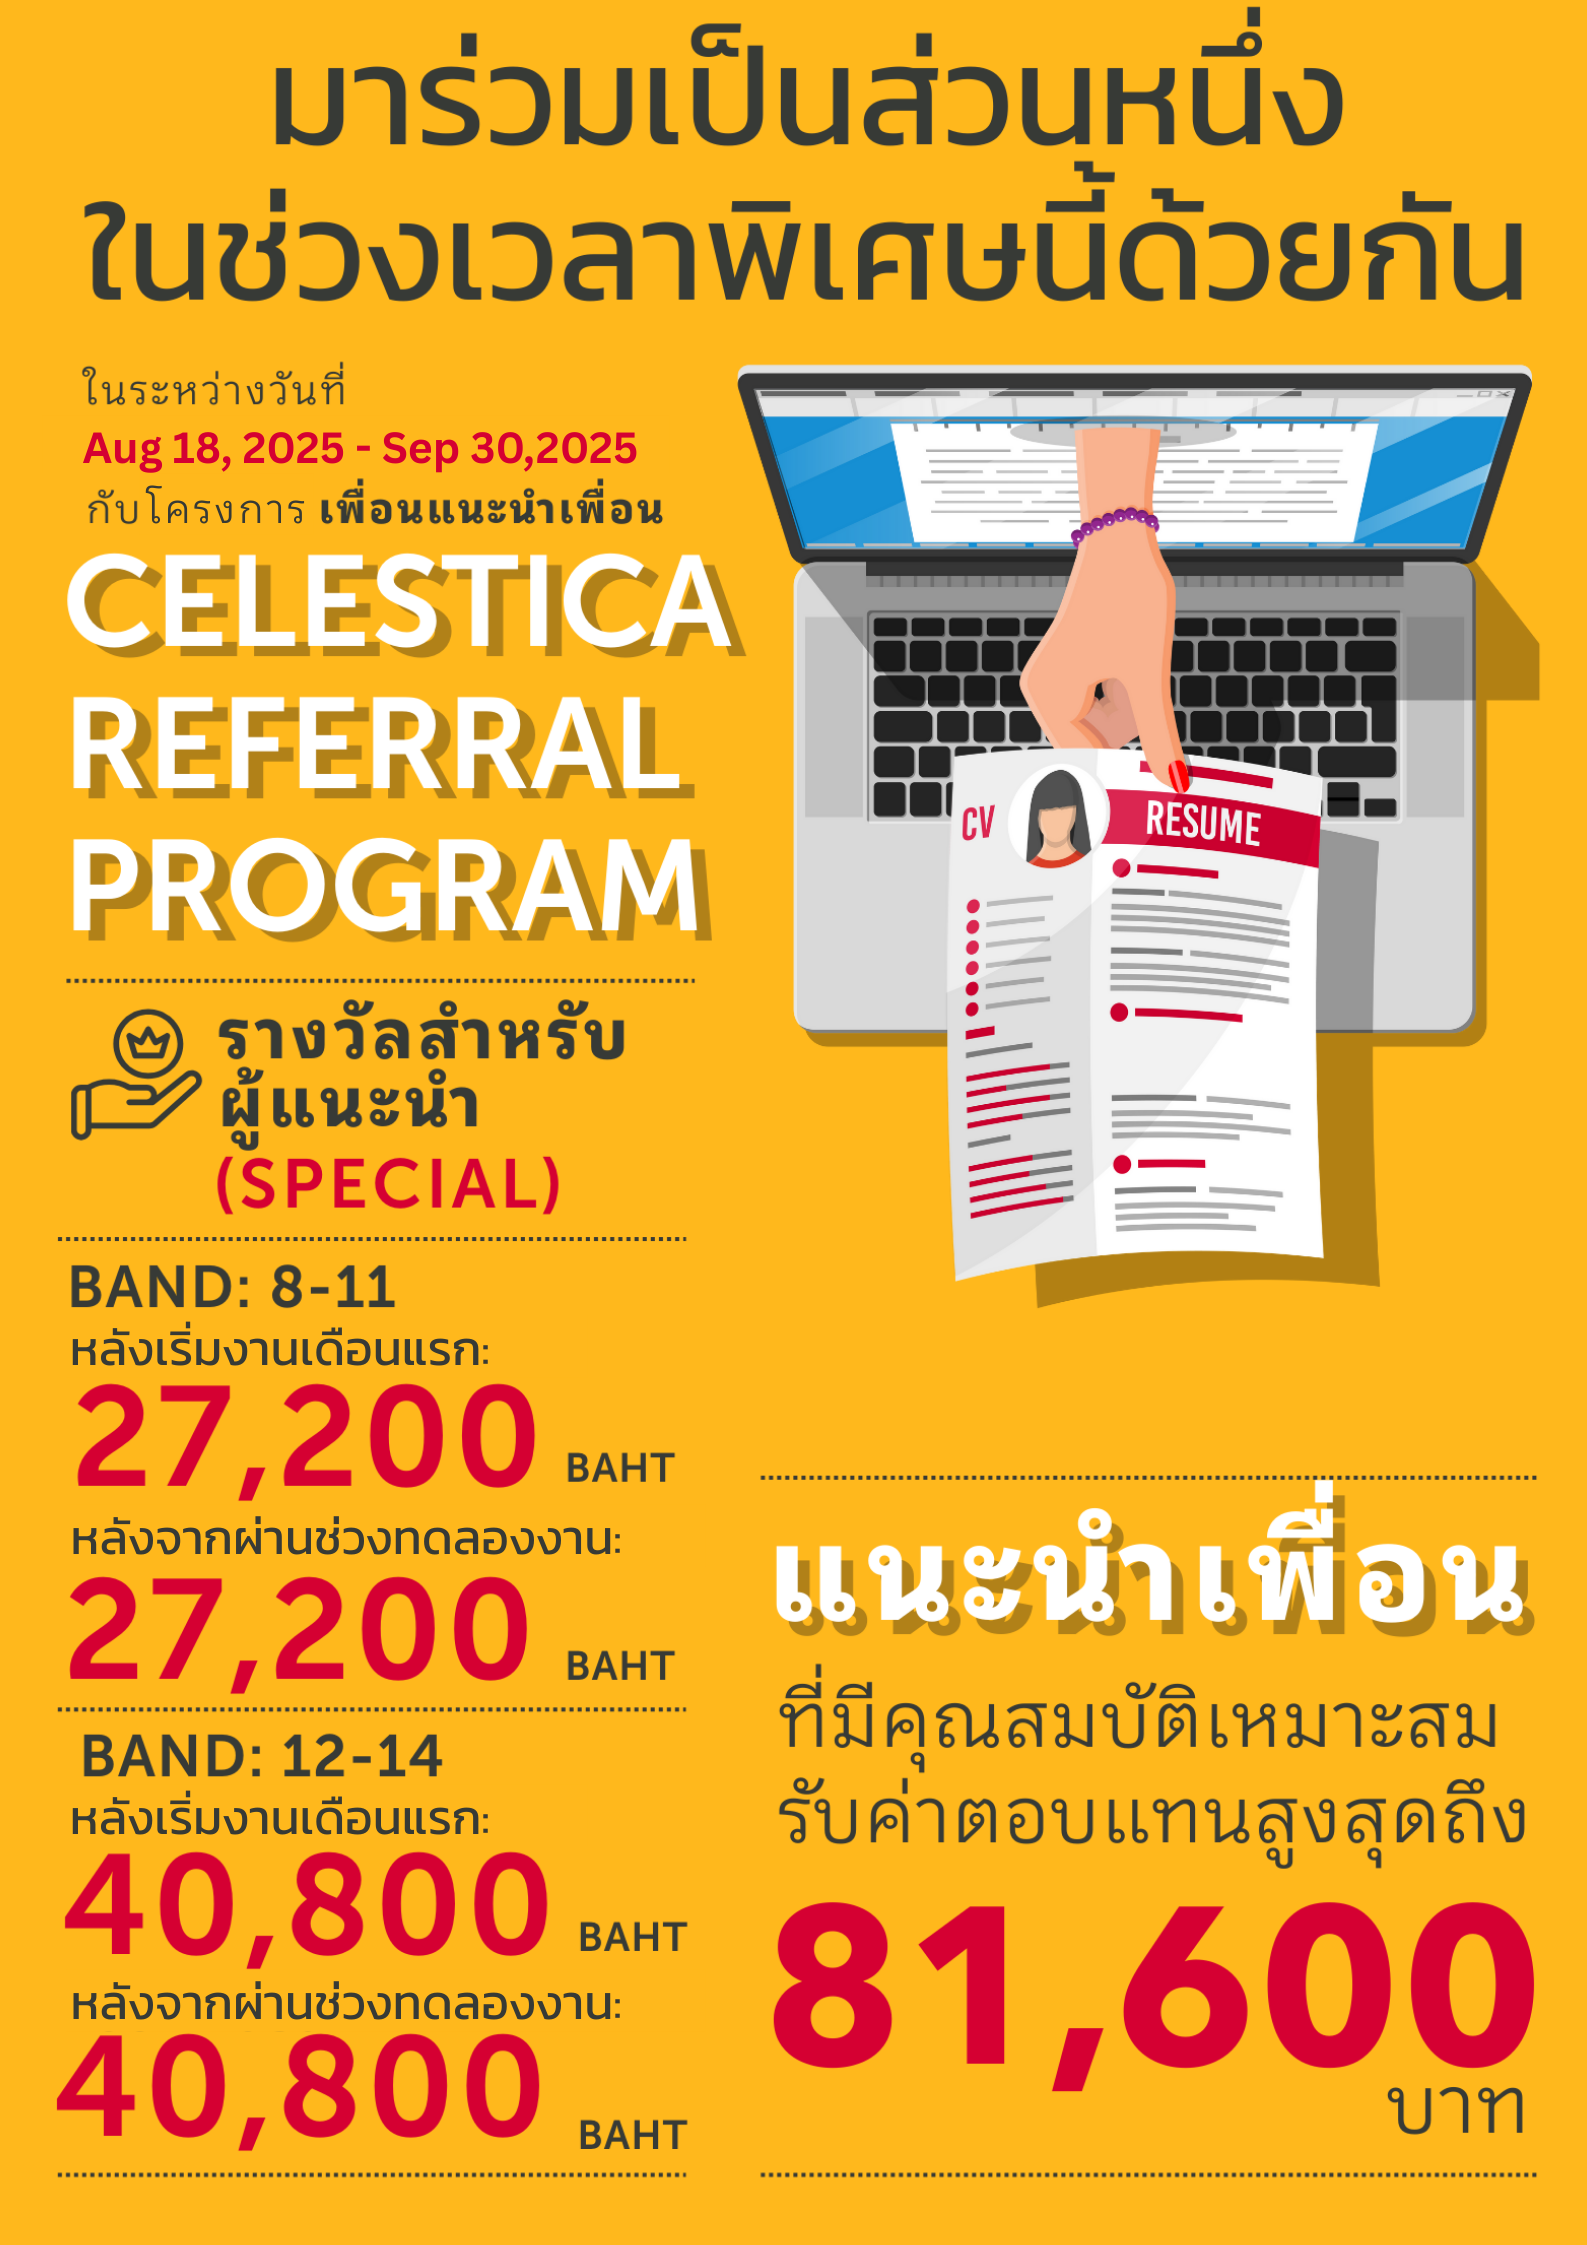 มาร่วมเป็นส่วนหนึ่ง
ในช่วงเวลาพิเศษนี้ด้วยกัน
ในระหว่างวันที่
Aug 18, 2025 - Sep 30,2025
กับโครงการ เพื่อนแนะนำเพื่อน
CELESTICA
REFERRAL
PROGRAM
รางวัลสำหรับ
ผู้แนะนำ
(SPECIAL)
BAND: 8-11
หลังเริ่มงานเดือนแรก:
27,200 BAHT
หลังจากผ่านช่วงทดลองงาน:
27,200 BAHT
BAND: 12-14
หลังเริ่มงานเดือนแรก:
40,800 BAHT
หลังจากผ่านช่วงทดลองงาน:
40,800 BAHT
CV
RESUME
แนะนำเพื่อน
ที่มีคุณสมบัติเหมาะสม
รับค่าตอบแทนสูงสุดถึง
81,600
บาท